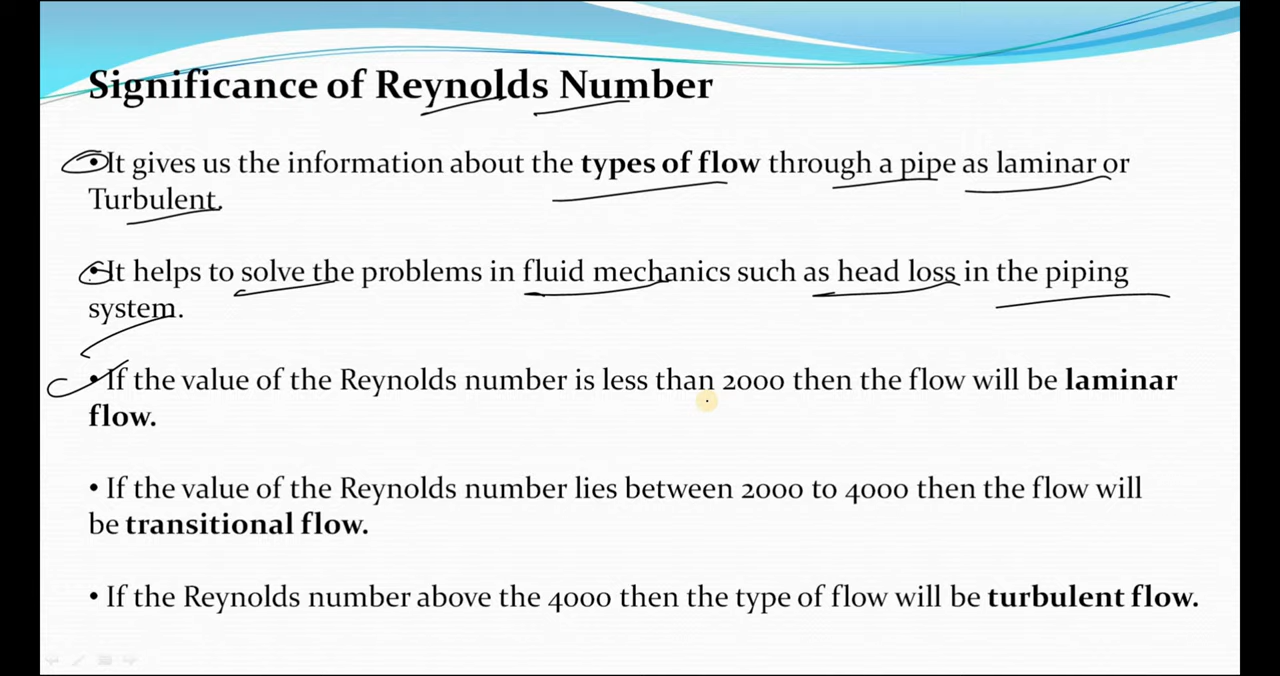 Significance of Reynolds Number
•It gives us the information about the types of flow through a pipe as laminar or
Turbulent.
•It helps to solve the problems in fluid mechanics such as head loss in the piping
system.
• If the value of the Reynolds number is less than 2000 then the flow will be laminar
flow.
• If the value of the Reynolds number lies between 2000 to 4000 then the flow will
be transitional flow.
• If the Reynolds number above the 4000 then the type of flow will be turbulent flow.